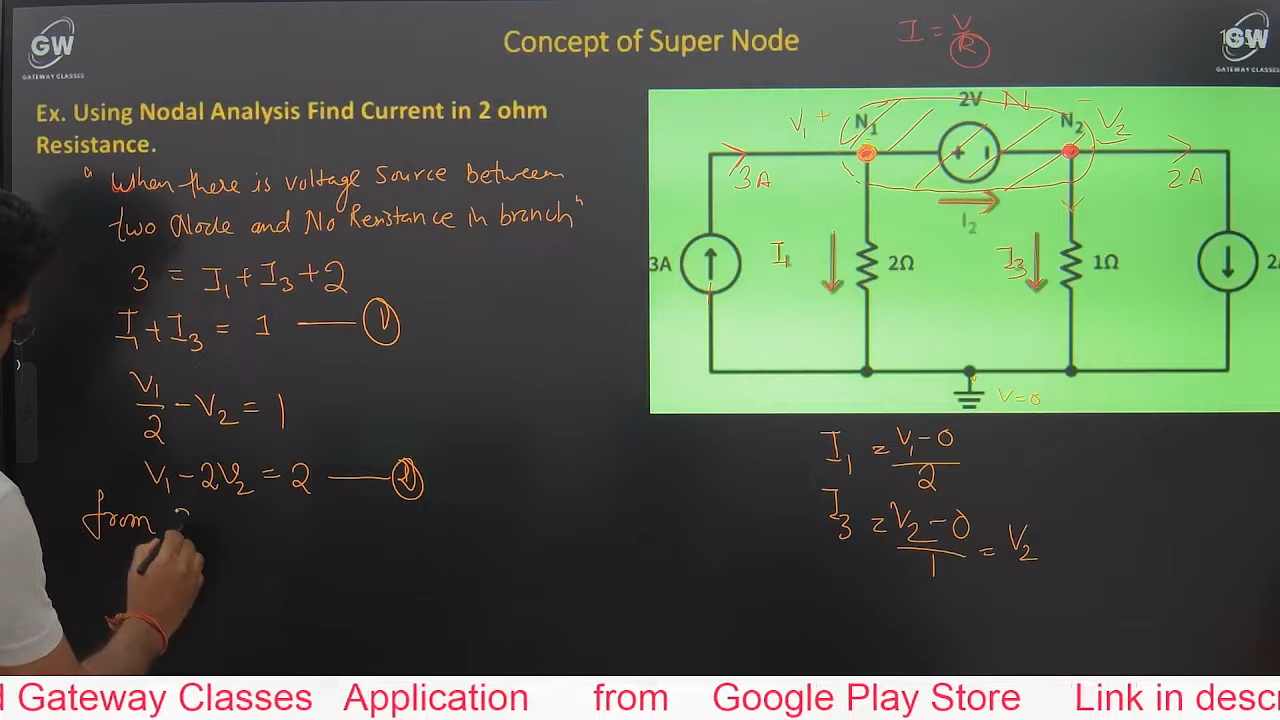 Concept of Super Node
I = V/R
GW
GATEWAY CLASSES
GW
GATEWAY CLASSES
Ex. Using Nodal Analysis Find Current in 2 ohm
Resistance.
"When there is voltage source between
two Node and No Resistance in branch"
3 = I₁ + I₃ + 2
I₁ + I₃ = 1
V₁/2 - V₂ = 1
V₁ - 2V₂ = 2
from
V₁ +
N₁
2V
N
N₂
-
V₂
3A
2A
I₂
3A
I₁
2Ω
I₃
1Ω
V=0
I₁ = V₁-0/2
I₃ = V₂-0/1 = V₂
Gateway Classes Application from Google Play Store Link in